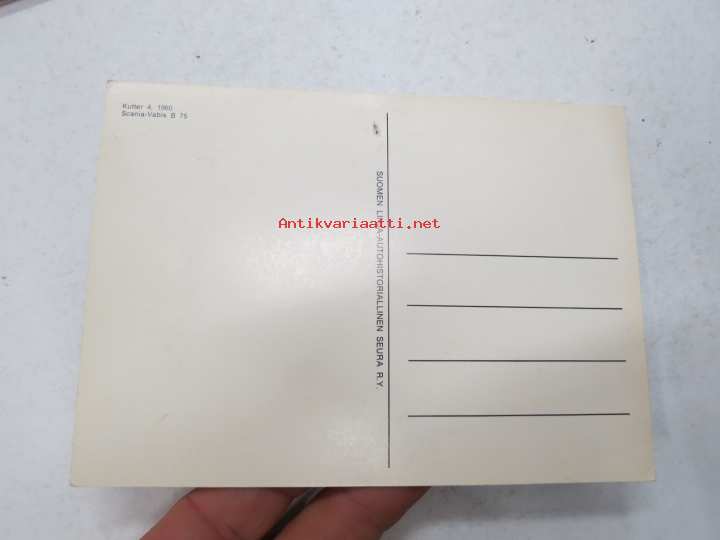 Kutter 4, 1960
Scania-Vabis B 75
SUOMEN LINJA-AUTOHISTORIALLINEN SEURA R.Y.
Antikvariaatti.net